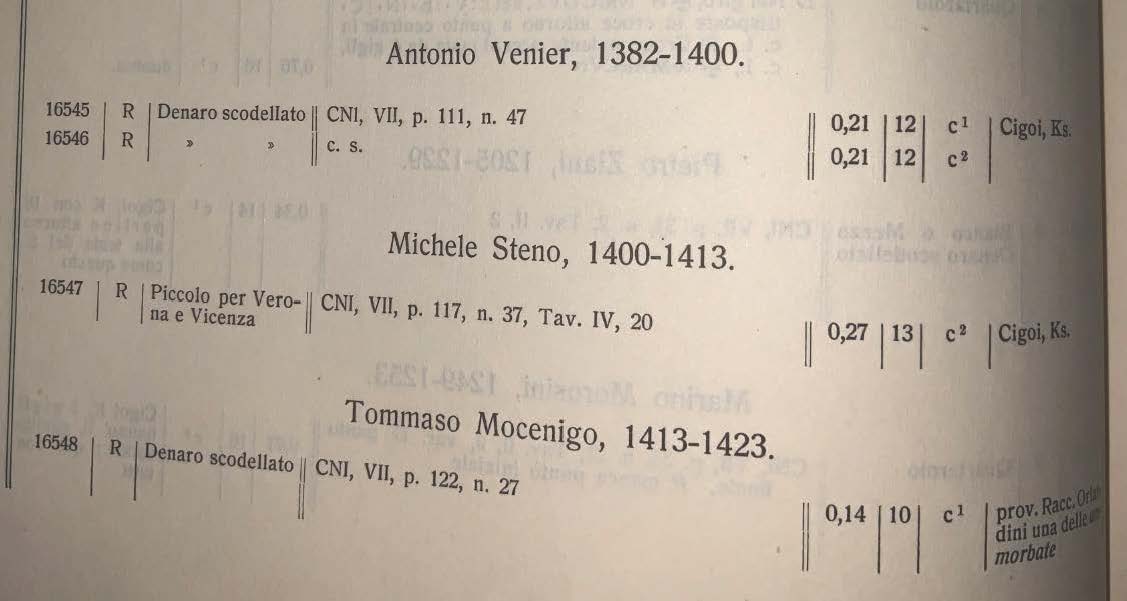 Antonio Venier, 1382-1400.
16545 | R | Denaro scodellato || CNI, VII, p. 111, n. 47 || 0,21 | 12 | c¹ | Cigoi, Ks.
16546 | R | » » || c. s. || 0,21 | 12 | c²
Michele Steno, 1400-1413.
16547 | R | Piccolo per Vero- || CNI, VII, p. 117, n. 37, Tav. IV, 20 || 0,27 | 13 | c² | Cigoi, Ks.
na e Vicenza
Tommaso Mocenigo, 1413-1423.
16548 | R | Denaro scodellato || CNI, VII, p. 122, n. 27 || 0,14 | 10 | c¹ | prov. Racc.
dini una delle
morbate